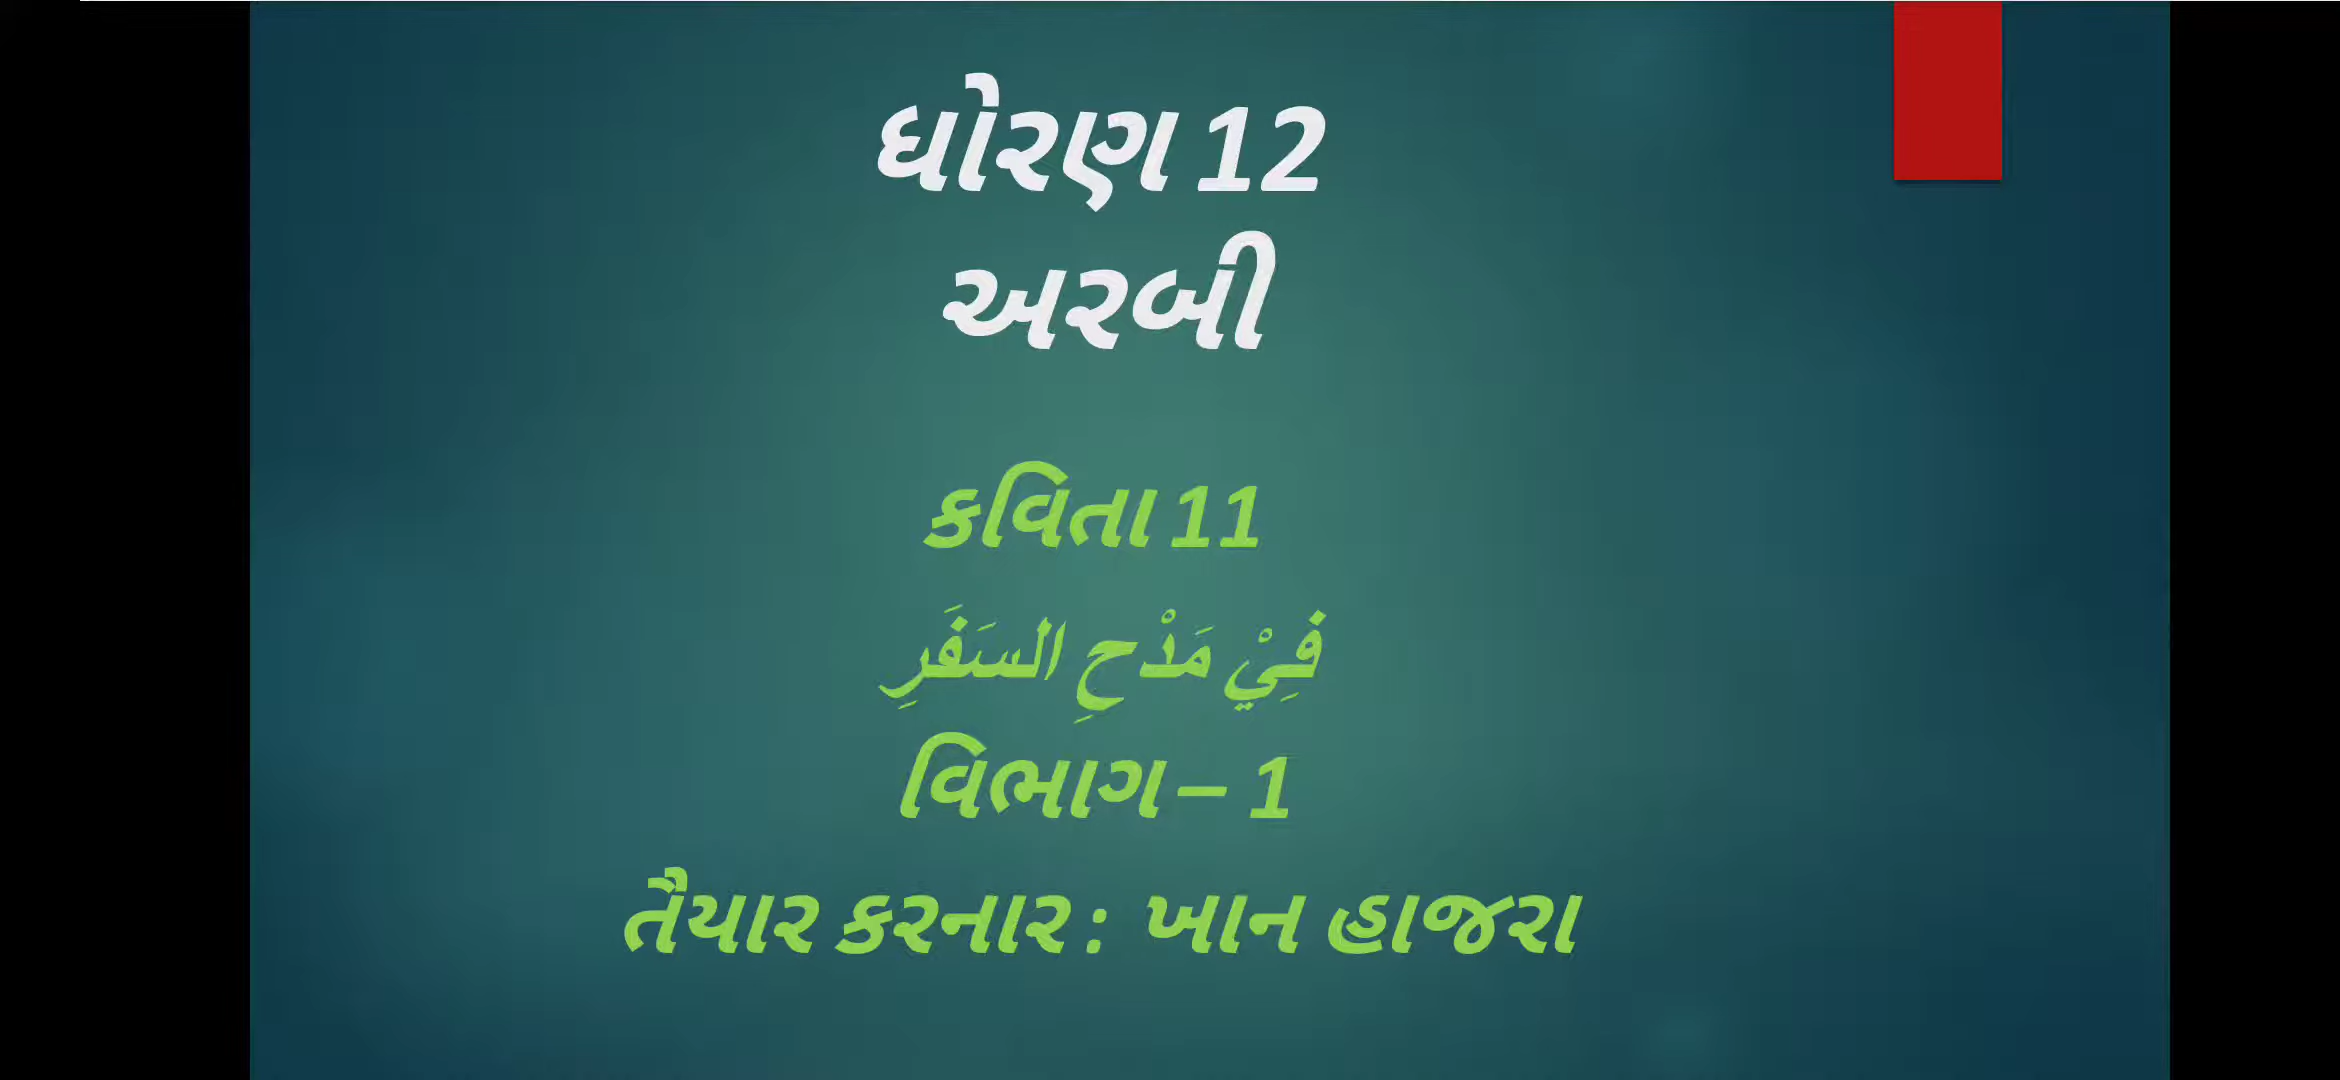 ધોરણ 12
અરબી
કવિતા 11
فِيْ مَدْحِ السَفَرِ
વિભાગ – 1
તૈયાર કરનાર : ખાન હાજરા